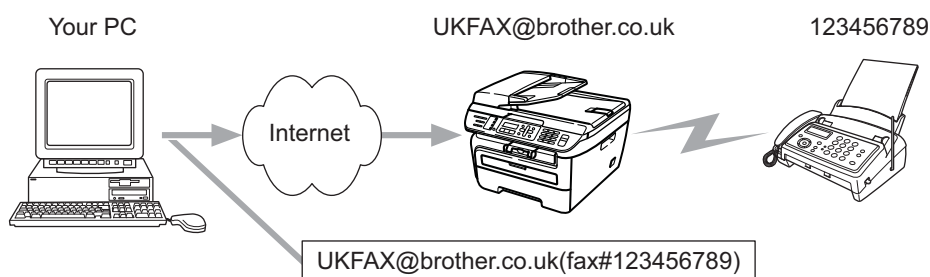 Your PC
UKFAX@brother.co.uk
123456789
Internet
UKFAX@brother.co.uk(fax#123456789)